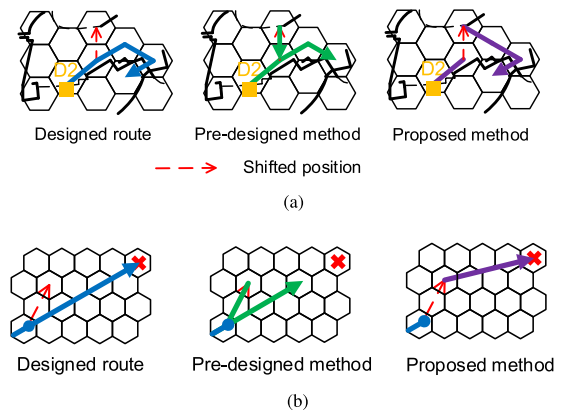 D2 D2 D2
Designed route Pre-designed method Proposed method
Shifted position
(a)
Designed route Pre-designed method Proposed method
(b)